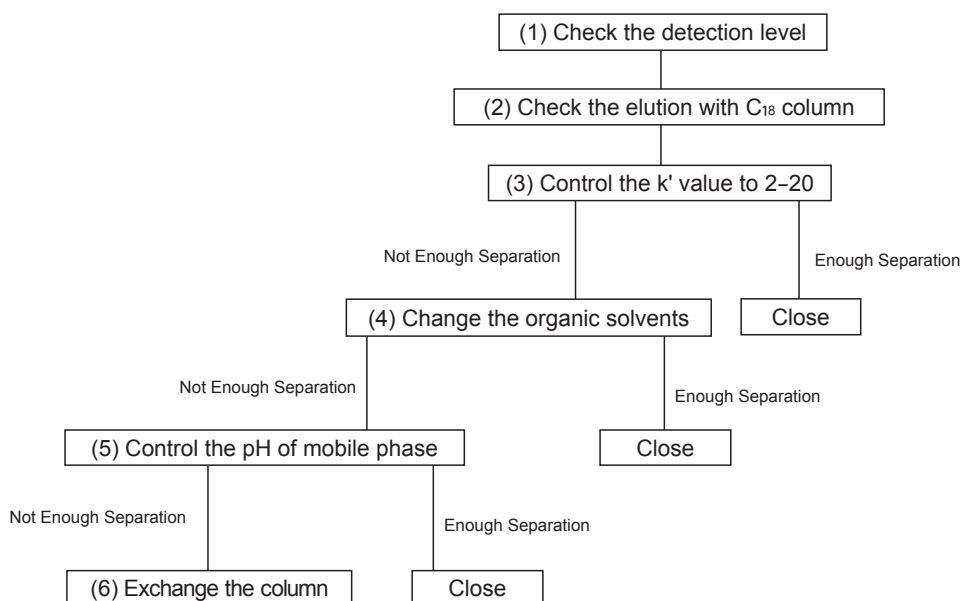 (1) Check the detection level
(2) Check the elution with C₁₈ column
(3) Control the k' value to 2–20
Not Enough Separation
Enough Separation
(4) Change the organic solvents
Close
Not Enough Separation
Enough Separation
(5) Control the pH of mobile phase
Close
Not Enough Separation
Enough Separation
(6) Exchange the column
Close